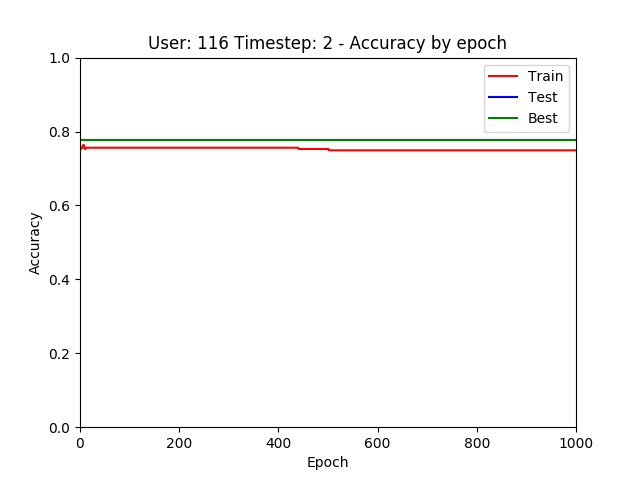 User: 116 Timestep: 2 - Accuracy by epoch
1.0
Train
Test
Best
0.8
0.6
Accuracy
0.4
0.2
0.0
0 200 400 600 800 1000
Epoch